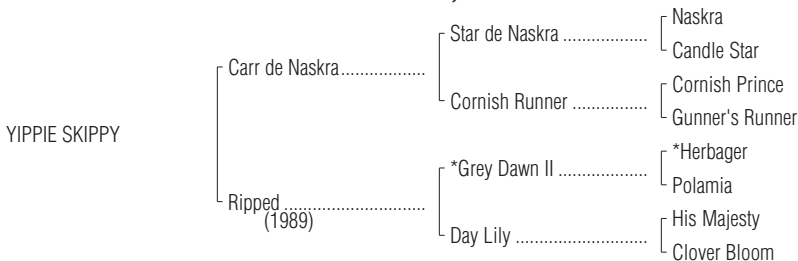 Naskra
Star de Naskra ..................
Candle Star
Carr de Naskra..................
Cornish Prince
Cornish Runner ................
Gunner's Runner
YIPPIE SKIPPY
*Herbager
*Grey Dawn II ...................
Polamia
Ripped ..............................
(1989)
His Majesty
Day Lily ............................
Clover Bloom